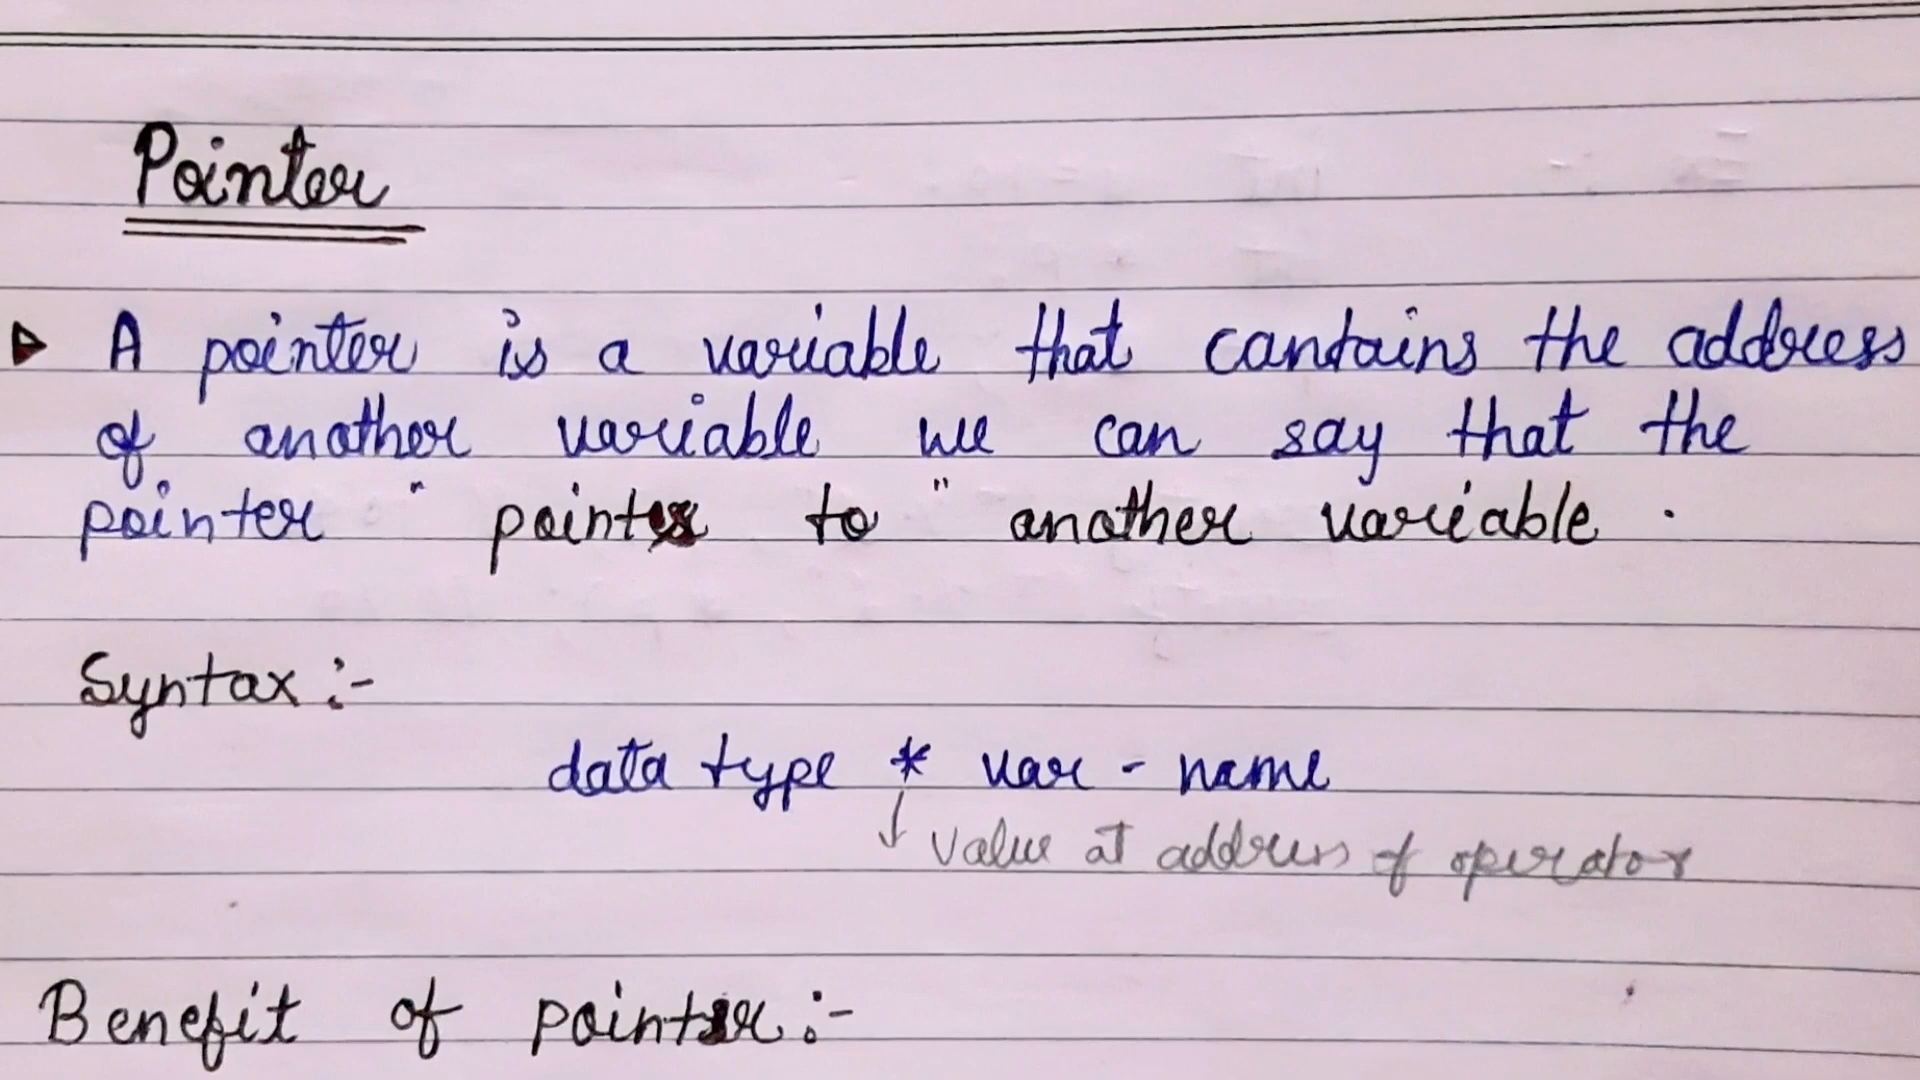 Pointer
A pointer is a variable that contains the address
of another variable we can say that the
pointer " points to " another variable .
Syntax :-
data type * var - name
↓ value at address of operator
Benefit of pointer :-